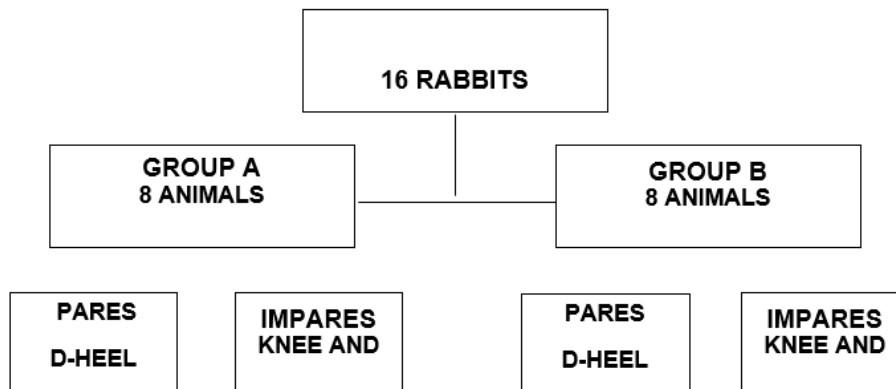 16 RABBITS
GROUP A
8 ANIMALS
GROUP B
8 ANIMALS
PARES
D-HEEL
IMPARES
KNEE AND
PARES
D-HEEL
IMPARES
KNEE AND